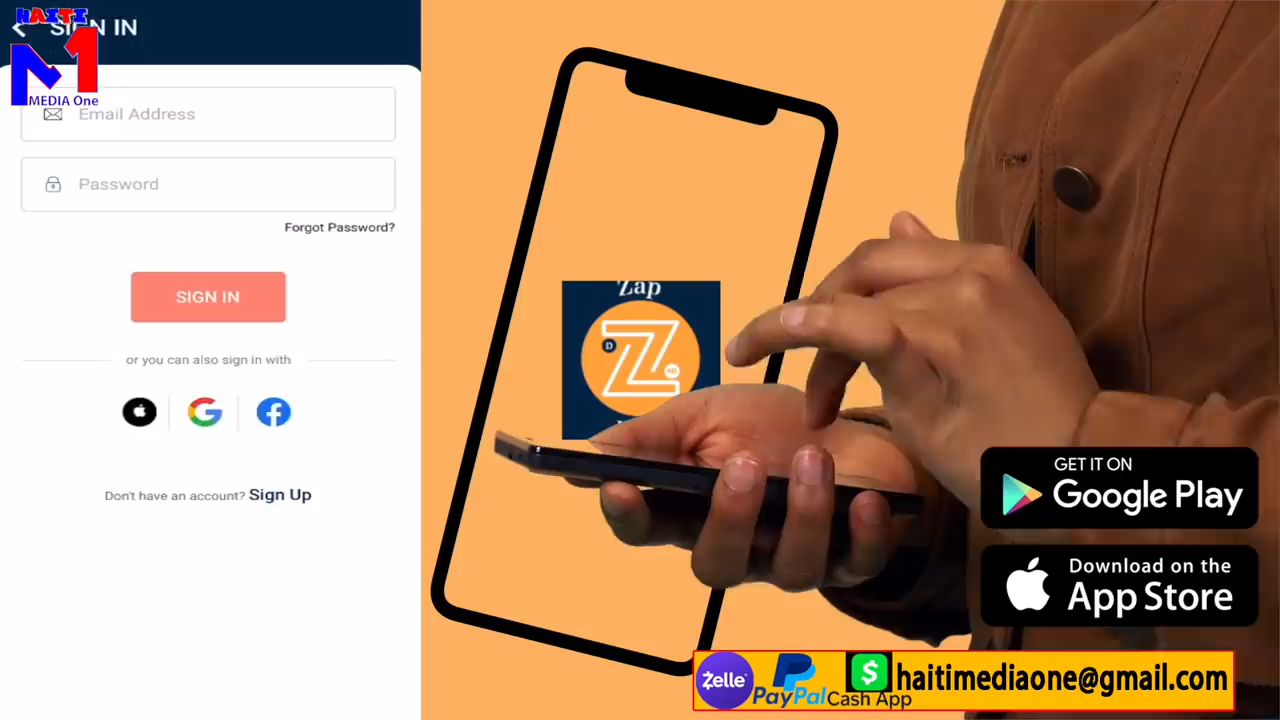 HAITI
SIGN IN
M1
MEDIA One
Email Address
Password
Forgot Password?
SIGN IN
or you can also sign in with
Don't have an account? Sign Up
Zap
D
Z
GET IT ON
Google Play
Download on the
App Store
Zelle
PayPal
$
Cash App
haitimediaone@gmail.com